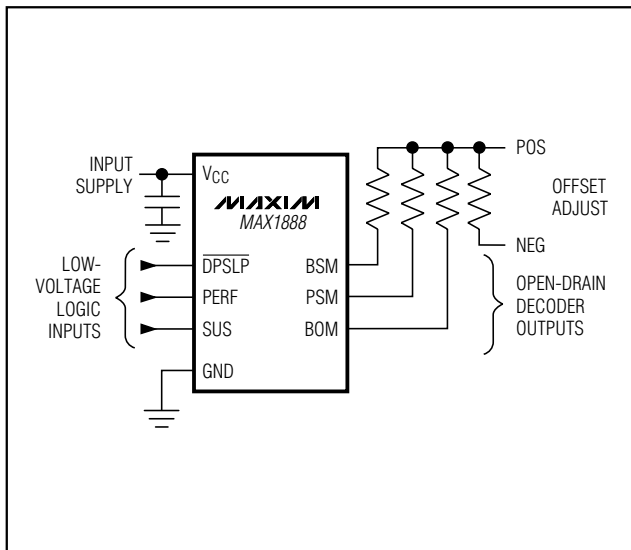 INPUT
SUPPLY
VCC
MAXIM
MAX1888
POS
OFFSET
ADJUST
NEG
LOW-
VOLTAGE
LOGIC
INPUTS
DPSLP
PERF
SUS
GND
BSM
PSM
BOM
OPEN-DRAIN
DECODER
OUTPUTS